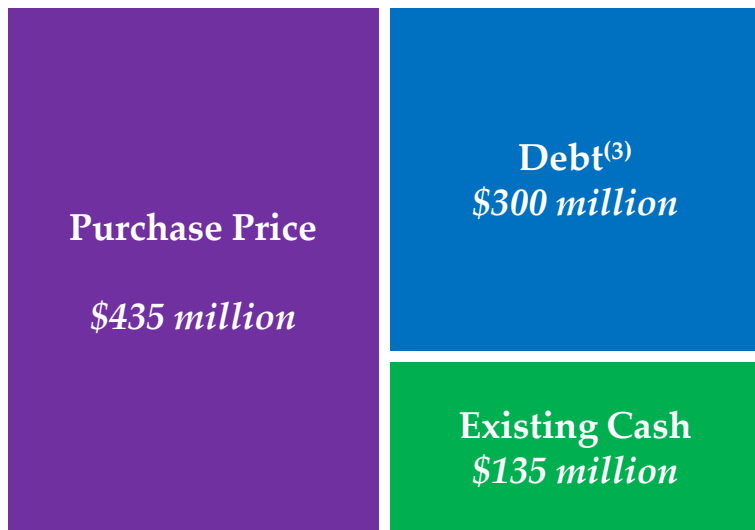 Purchase Price
$435 million
Debt(3)
$300 million
Existing Cash
$135 million